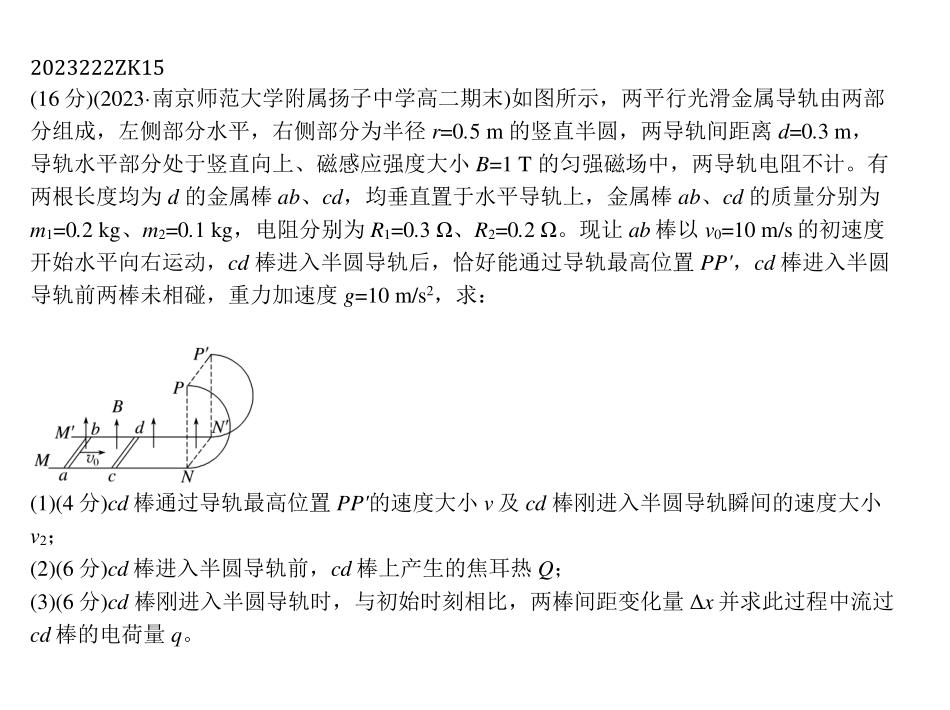 2023222ZK15
(16 分)(2023·南京师范大学附属扬子中学高二期末)如图所示，两平行光滑金属导轨由两部
分组成，左侧部分水平，右侧部分为半径 r=0.5 m 的竖直半圆，两导轨间距离 d=0.3 m，
导轨水平部分处于竖直向上、磁感应强度大小 B=1 T 的匀强磁场中，两导轨电阻不计。有
两根长度均为 d 的金属棒 ab、cd，均垂直置于水平导轨上，金属棒 ab、cd 的质量分别为
m₁=0.2 kg、m₂=0.1 kg，电阻分别为 R₁=0.3 Ω、R₂=0.2 Ω。现让 ab 棒以 v₀=10 m/s 的初速度
开始水平向右运动，cd 棒进入半圆导轨后，恰好能通过导轨最高位置 PP′，cd 棒进入半圆
导轨前两棒未相碰，重力加速度 g=10 m/s²，求：
P′
P
B
M′ b d N′
M v₀
a c N
(1)(4 分)cd 棒通过导轨最高位置 PP′的速度大小 v 及 cd 棒刚进入半圆导轨瞬间的速度大小
v₂；
(2)(6 分)cd 棒进入半圆导轨前，cd 棒上产生的焦耳热 Q；
(3)(6 分)cd 棒刚进入半圆导轨时，与初始时刻相比，两棒间距变化量 Δx 并求此过程中流过
cd 棒的电荷量 q。